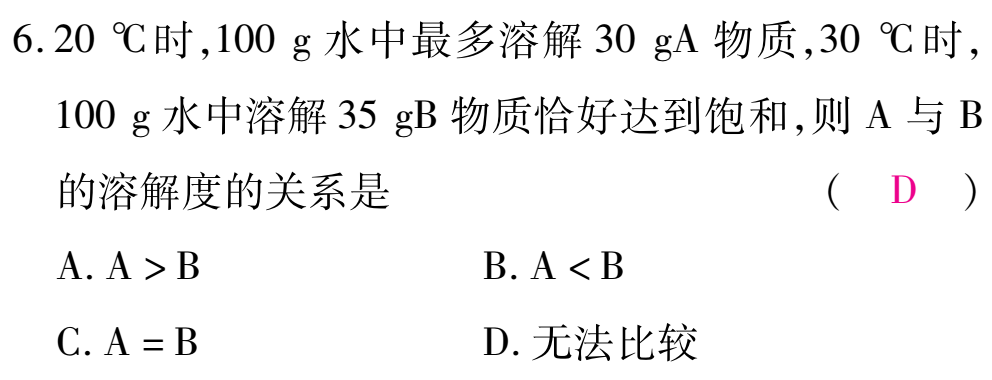 6. 20 ℃时,100 g 水中最多溶解 30 gA 物质,30 ℃时,
100 g 水中溶解 35 gB 物质恰好达到饱和,则 A 与 B
的溶解度的关系是 ( D )
A. A > B B. A < B
C. A = B D. 无法比较